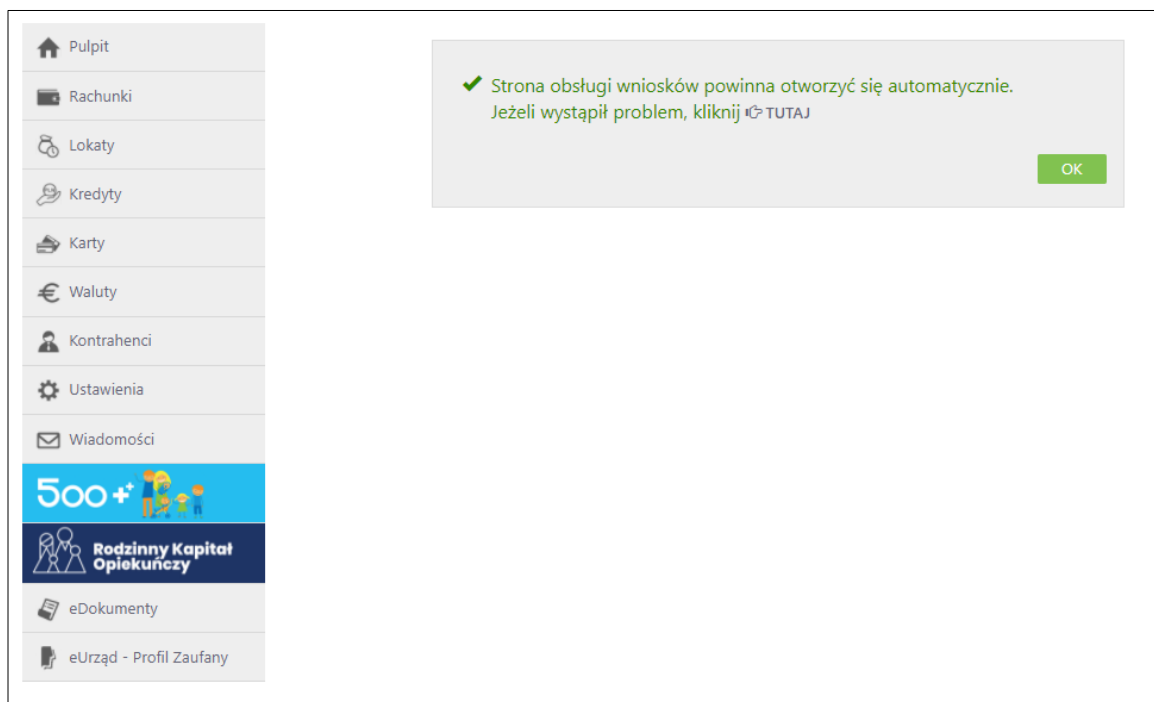 Pulpit
Rachunki
Lokaty
Kredyty
Karty
Waluty
Kontrahenci
Ustawienia
Wiadomości
500++
Rodzinny Kapitał
Opiekuńczy
eDokumenty
eUrząd - Profil Zaufany
Strona obsługi wniosków powinna otworzyć się automatycznie.
Jeżeli wystąpił problem, kliknij TUTAJ
OK